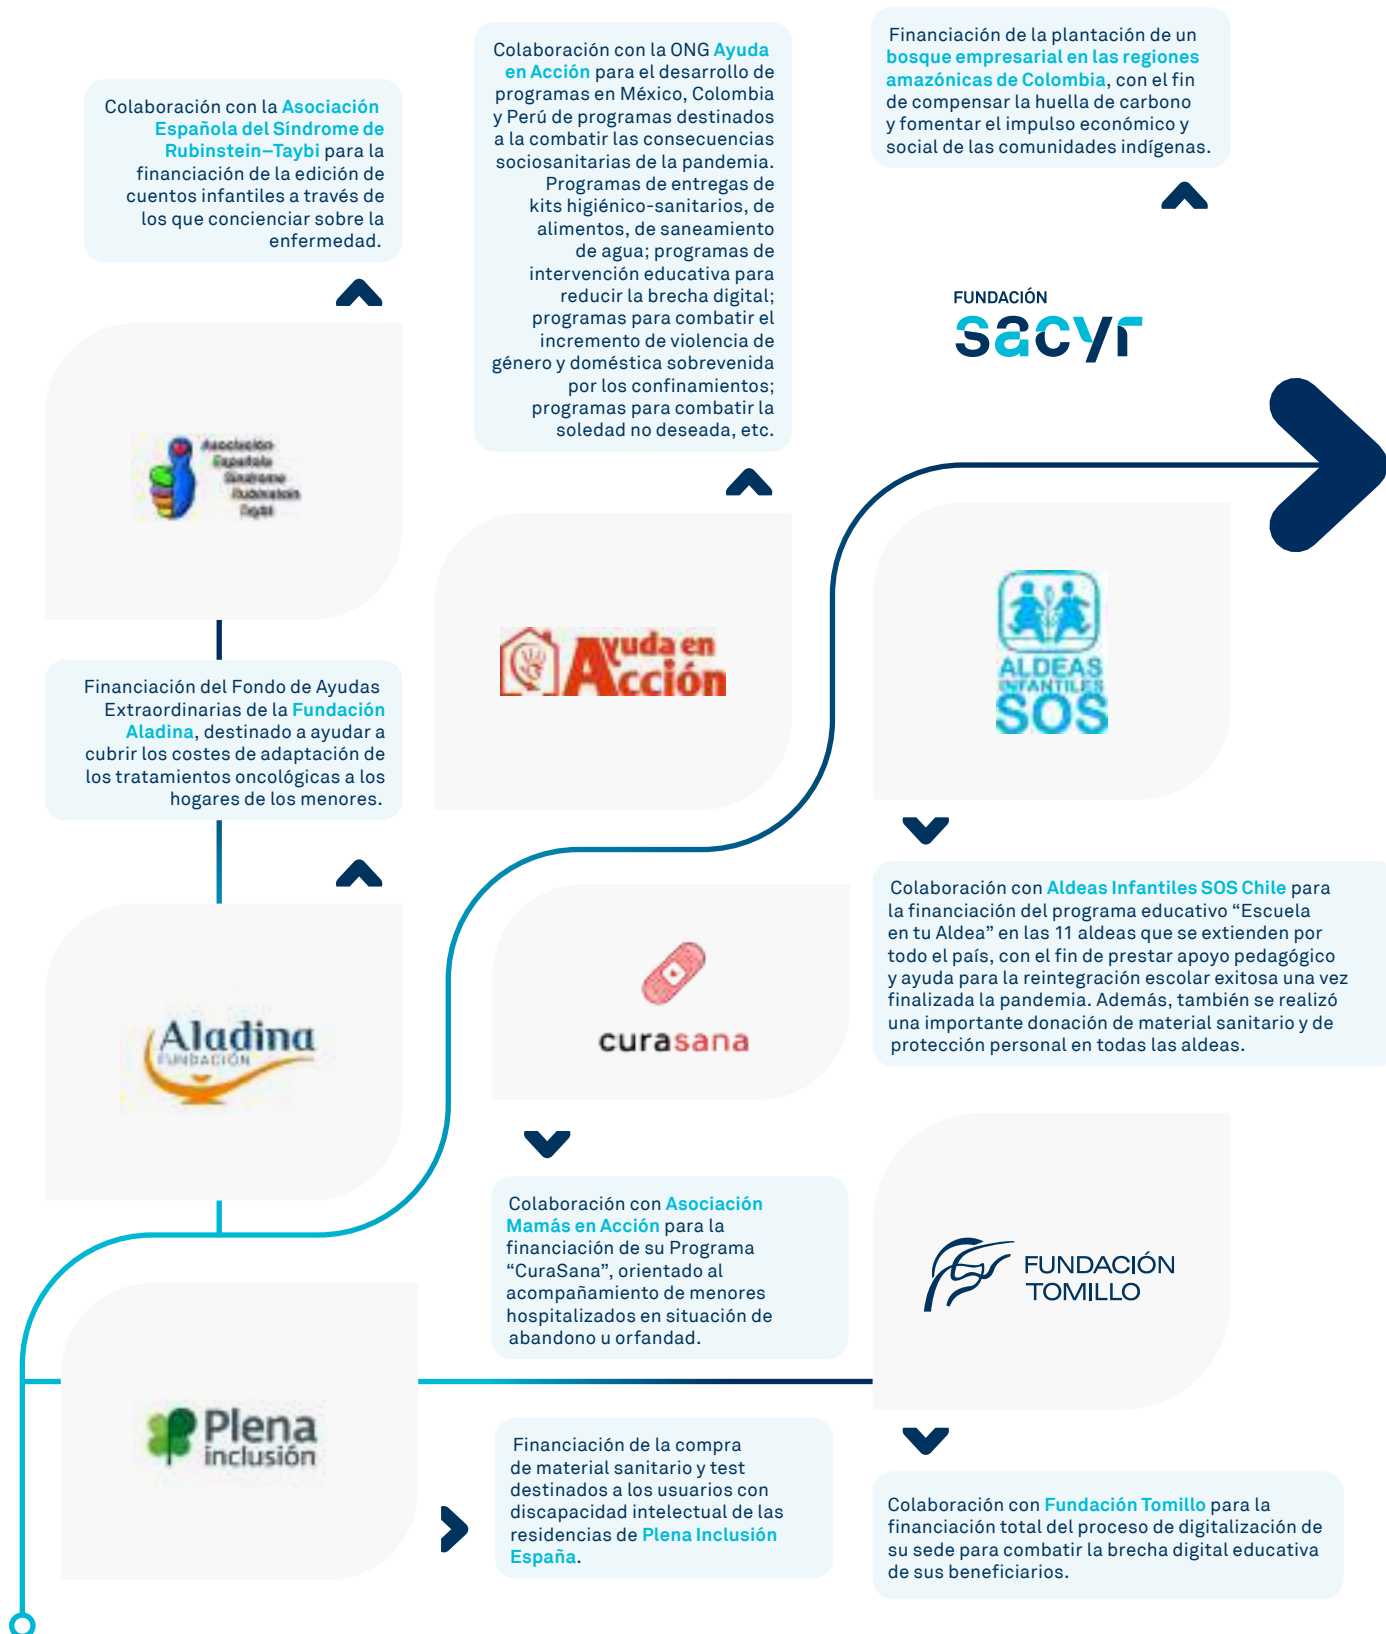 Colaboración con la Asociación
Española del Síndrome de
Rubinstein–Taybi para la
financiación de la edición de
cuentos infantiles a través de
los que concienciar sobre la
enfermedad.
Asociación
Española
Síndrome
Rubinstein
Taybi
Financiación del Fondo de Ayudas
Extraordinarias de la Fundación
Aladina, destinado a ayudar a
cubrir los costes de adaptación de
los tratamientos oncológicas a los
hogares de los menores.
Aladina
FUNDACIÓN
Plena
inclusión
Colaboración con la ONG Ayuda
en Acción para el desarrollo de
programas en México, Colombia
y Perú de programas destinados
a la combatir las consecuencias
sociosanitarias de la pandemia.
Programas de entregas de
kits higiénico-sanitarios, de
alimentos, de saneamiento
de agua; programas de
intervención educativa para
reducir la brecha digital;
programas para combatir el
incremento de violencia de
género y doméstica sobrevenida
por los confinamientos;
programas para combatir la
soledad no deseada, etc.
Ayuda en
Acción
curasana
Colaboración con Asociación
Mamás en Acción para la
financiación de su Programa
“CuraSana”, orientado al
acompañamiento de menores
hospitalizados en situación de
abandono u orfandad.
Financiación de la compra
de material sanitario y test
destinados a los usuarios con
discapacidad intelectual de las
residencias de Plena Inclusión
España.
Financiación de la plantación de un
bosque empresarial en las regiones
amazónicas de Colombia, con el fin
de compensar la huella de carbono
y fomentar el impulso económico y
social de las comunidades indígenas.
FUNDACIÓN
sacyr
ALDEAS
INFANTILES
SOS
Colaboración con Aldeas Infantiles SOS Chile para
la financiación del programa educativo “Escuela
en tu Aldea” en las 11 aldeas que se extienden por
todo el país, con el fin de prestar apoyo pedagógico
y ayuda para la reintegración escolar exitosa una vez
finalizada la pandemia. Además, también se realizó
una importante donación de material sanitario y de
protección personal en todas las aldeas.
FUNDACIÓN
TOMILLO
Colaboración con Fundación Tomillo para la
financiación total del proceso de digitalización de
su sede para combatir la brecha digital educativa
de sus beneficiarios.